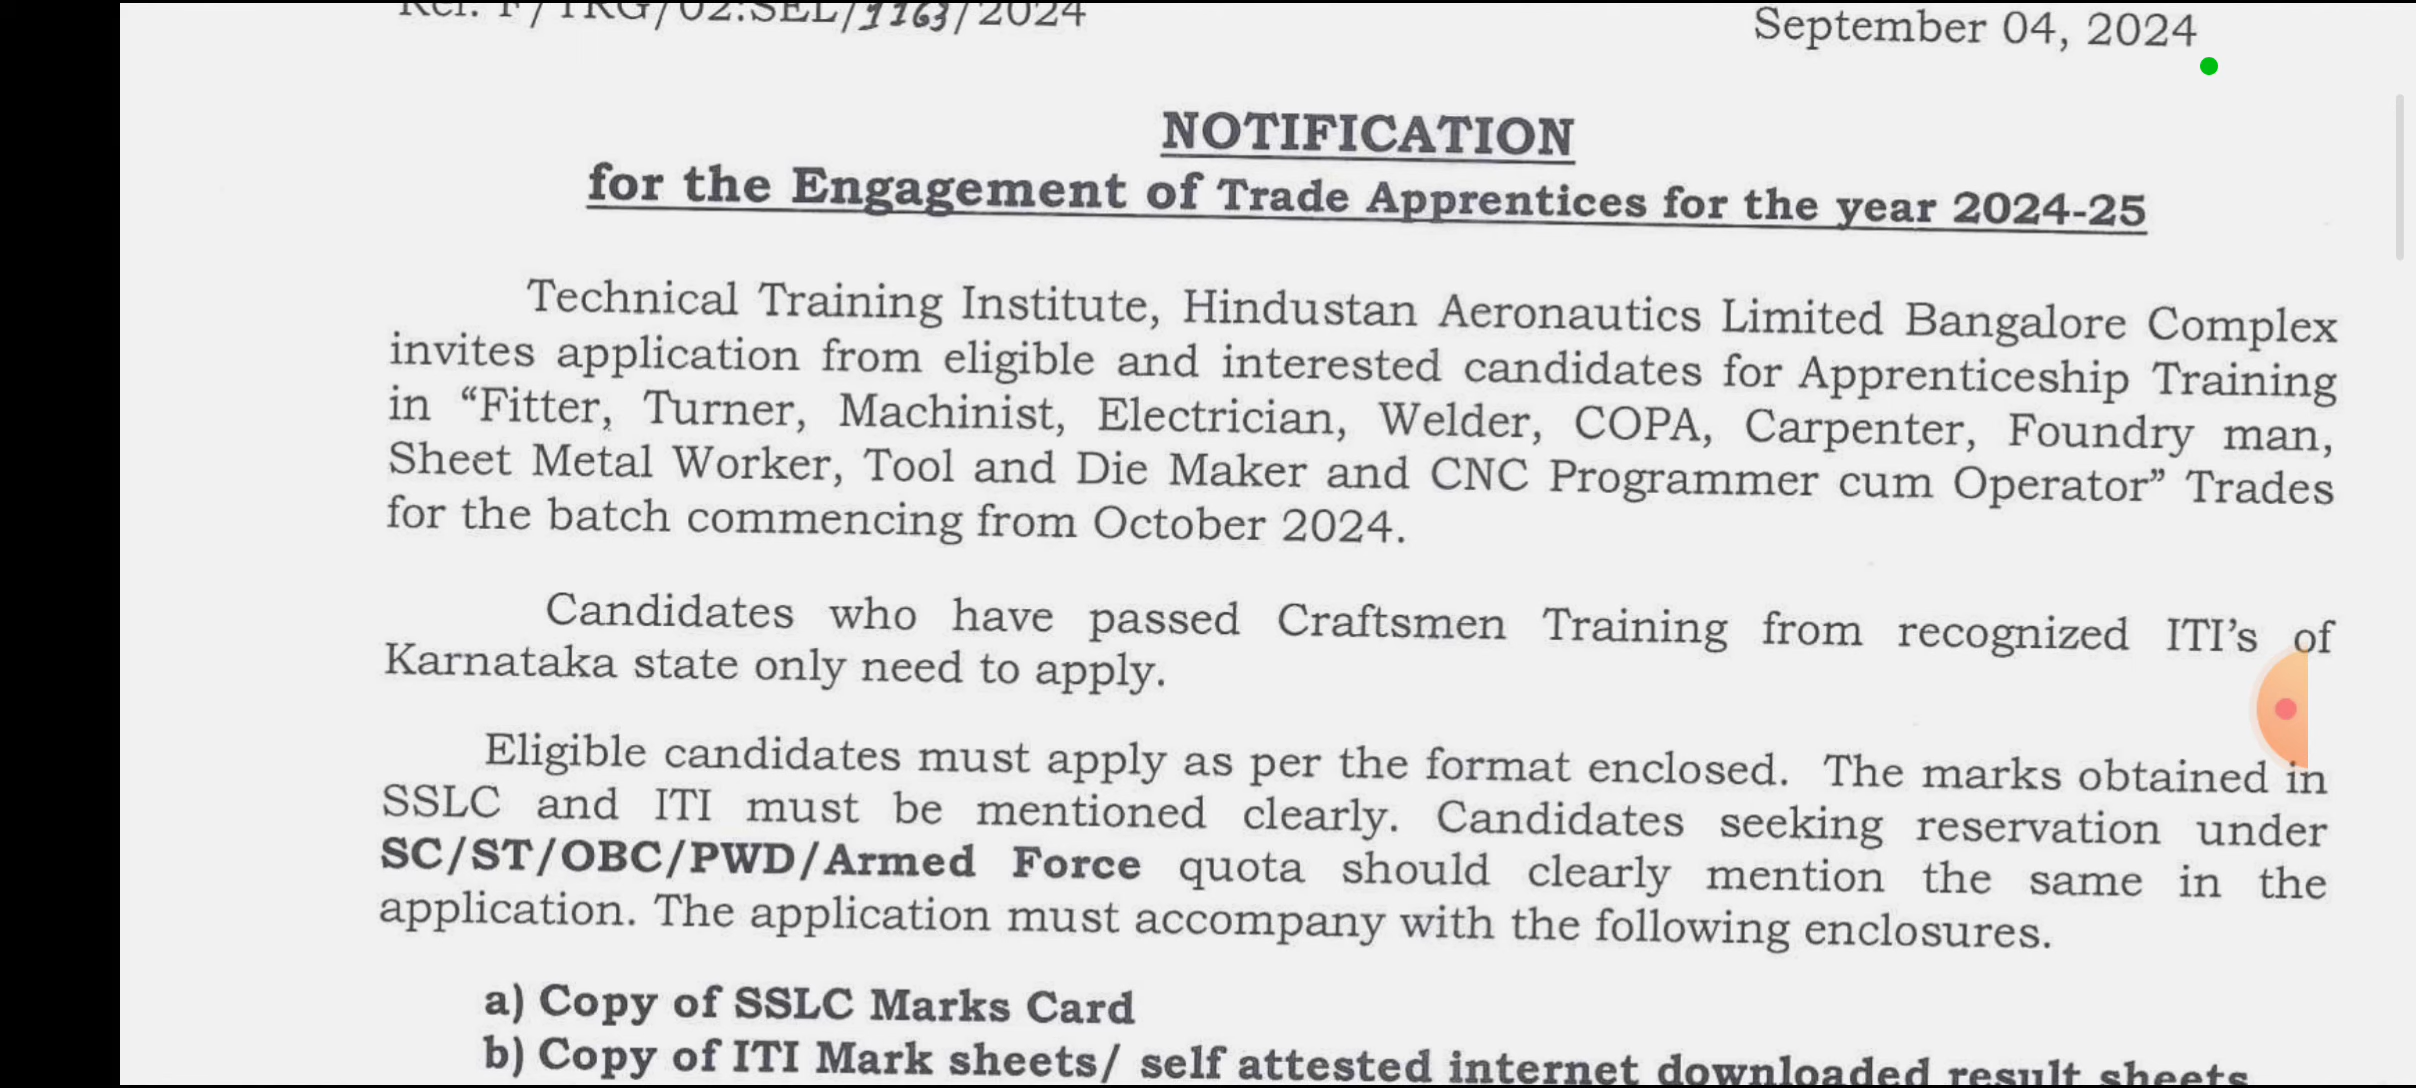 Ref: F/TRG/02:SEL/1163/2024
September 04, 2024
NOTIFICATION
for the Engagement of Trade Apprentices for the year 2024-25
Technical Training Institute, Hindustan Aeronautics Limited Bangalore Complex
invites application from eligible and interested candidates for Apprenticeship Training
in “Fitter, Turner, Machinist, Electrician, Welder, COPA, Carpenter, Foundry man,
Sheet Metal Worker, Tool and Die Maker and CNC Programmer cum Operator” Trades
for the batch commencing from October 2024.
Candidates who have passed Craftsmen Training from recognized ITI’s of
Karnataka state only need to apply.
Eligible candidates must apply as per the format enclosed. The marks obtained in
SSLC and ITI must be mentioned clearly. Candidates seeking reservation under
SC/ST/OBC/PWD/Armed Force quota should clearly mention the same in the
application. The application must accompany with the following enclosures.
a) Copy of SSLC Marks Card
b) Copy of ITI Mark sheets/ self attested internet downloaded result sheets